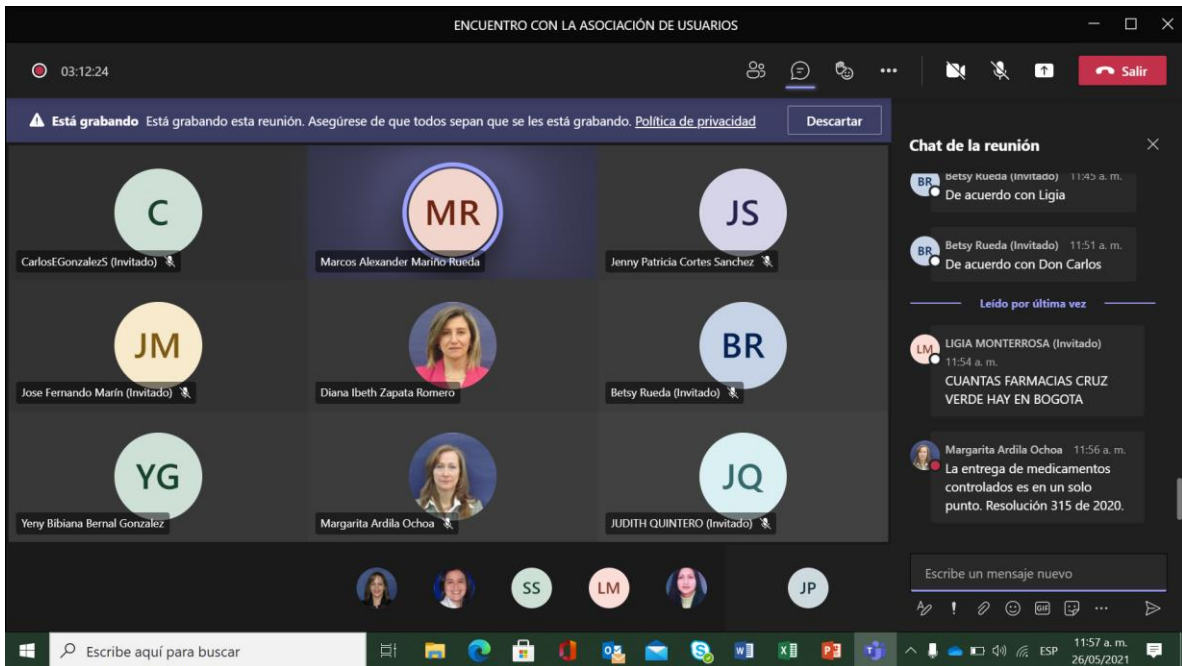 ENCUENTRO CON LA ASOCIACIÓN DE USUARIOS
03:12:24
Salir
Está grabando Está grabando esta reunión. Asegúrese de que todos sepan que se les está grabando. Política de privacidad
Descartar
C
CarlosEGonzalezS (Invitado)
MR
Marcos Alexander Mariño Rueda
JS
Jenny Patricia Cortes Sanchez
JM
Jose Fernando Marín (Invitado)
Diana Ibeth Zapata Romero
BR
Betsy Rueda (Invitado)
YG
Yeny Bibiana Bernal Gonzalez
Margarita Ardila Ochoa
JQ
JUDITH QUINTERO (Invitado)
SS
LM
JP
Chat de la reunión
BR
Betsy Rueda (Invitado) 11:45 a. m.
De acuerdo con Ligia
BR
Betsy Rueda (Invitado) 11:51 a. m.
De acuerdo con Don Carlos
Leído por última vez
LM
LIGIA MONTERROSA (Invitado)
11:54 a. m.
CUANTAS FARMACIAS CRUZ
VERDE HAY EN BOGOTA
Margarita Ardila Ochoa 11:56 a. m.
La entrega de medicamentos
controlados es en un solo
punto. Resolución 315 de 2020.
Escribe un mensaje nuevo
GIF
Escribe aquí para buscar
ESP
11:57 a. m.
26/05/2021